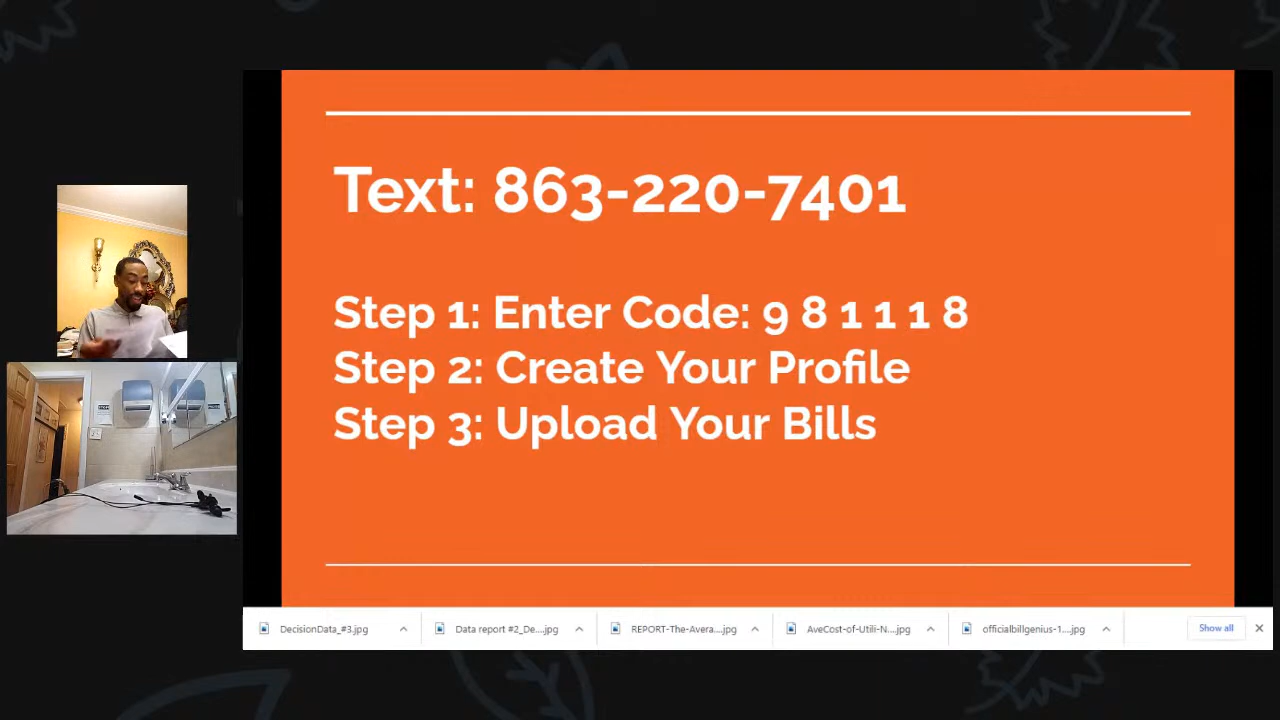 Text: 863-220-7401
Step 1: Enter Code: 9 8 1 1 1 8
Step 2: Create Your Profile
Step 3: Upload Your Bills
DecisionData_#3.jpg
Data report #2_De....jpg
REPORT-The-Avera....jpg
AveCost-of-Utili-N....jpg
officialbillgenius-1....jpg
Show all